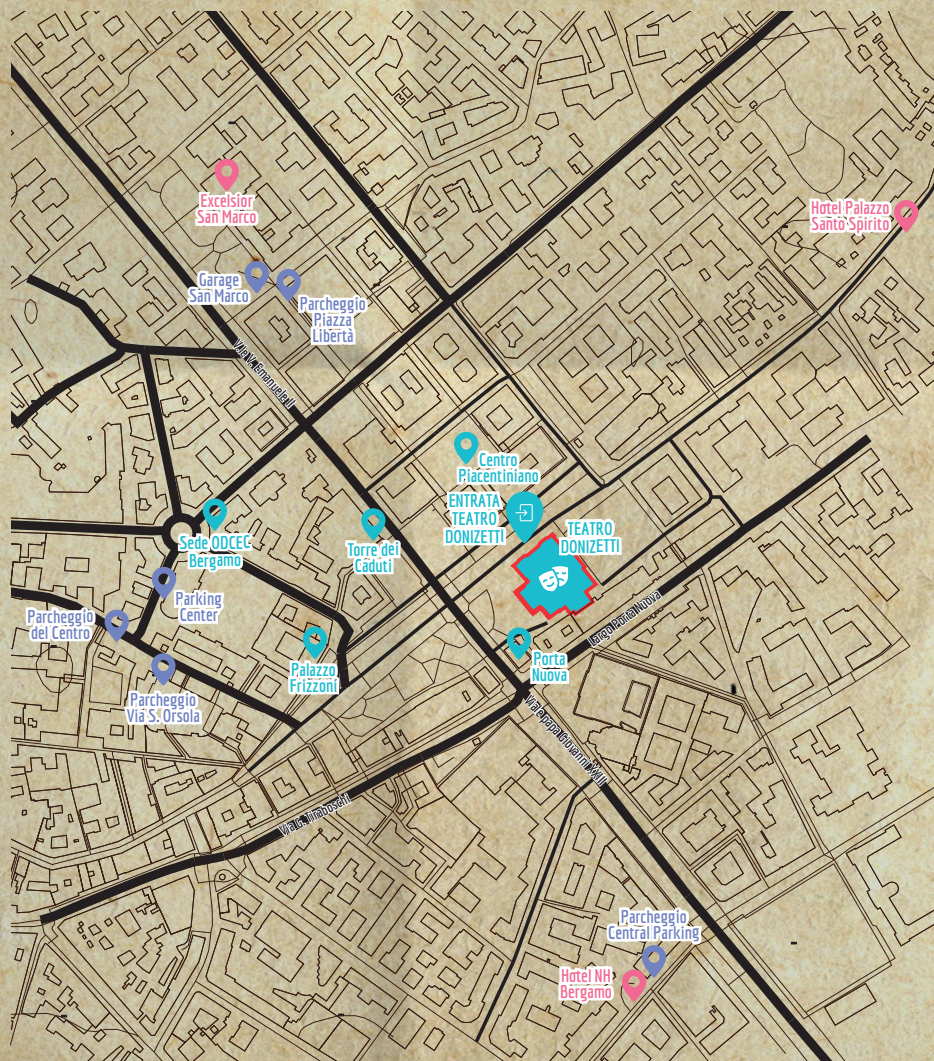 Excelsior
San Marco
Hotel Palazzo
Santo Spirito
Garage
San Marco
Parcheggio
Piazza
Libertà
V.le V. Emanuele II
Centro
Piacentiniano
ENTRATA
TEATRO
DONIZETTI
TEATRO
DONIZETTI
Sede ODCEC
Bergamo
Torre dei
Caduti
Parking
Center
Parcheggio
del Centro
Largo Porta Nuova
Palazzo
Frizzoni
Porta
Nuova
Parcheggio
Via S. Orsola
Viale papa Giovanni XXIII
Via G. Tiraboschi
Parcheggio
Central Parking
Hotel NH
Bergamo